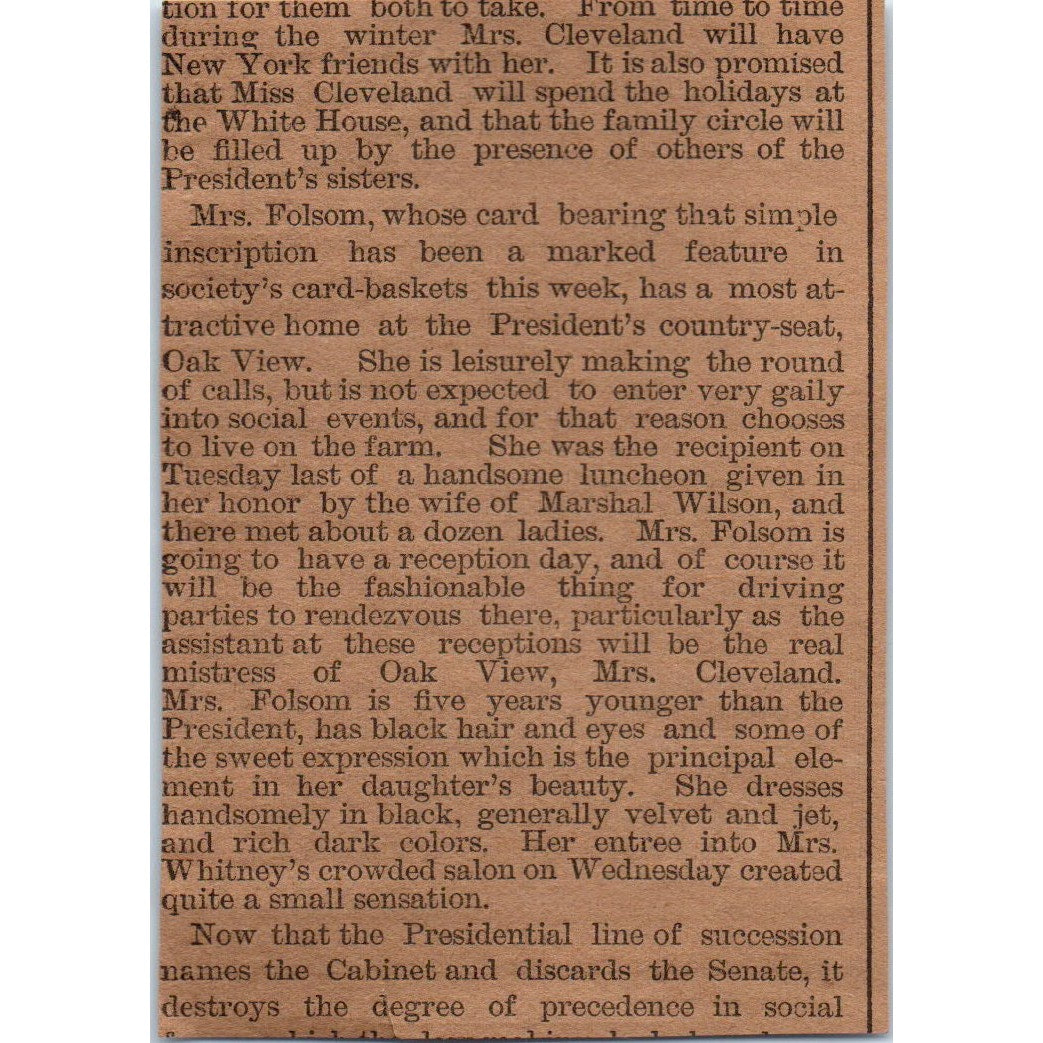 tion for them both to take. From time to time
during the winter Mrs. Cleveland will have
New York friends with her. It is also promised
that Miss Cleveland will spend the holidays at
the White House, and that the family circle will
be filled up by the presence of others of the
President's sisters.
Mrs. Folsom, whose card bearing that simple
inscription has been a marked feature in
society's card-baskets this week, has a most at-
tractive home at the President's country-seat,
Oak View. She is leisurely making the round
of calls, but is not expected to enter very gaily
into social events, and for that reason chooses
to live on the farm. She was the recipient on
Tuesday last of a handsome luncheon given in
her honor by the wife of Marshal Wilson, and
there met about a dozen ladies. Mrs. Folsom is
going to have a reception day, and of course it
will be the fashionable thing for driving
parties to rendezvous there, particularly as the
assistant at these receptions will be the real
mistress of Oak View, Mrs. Cleveland.
Mrs. Folsom is five years younger than the
President, has black hair and eyes and some of
the sweet expression which is the principal ele-
ment in her daughter's beauty. She dresses
handsomely in black, generally velvet and jet,
and rich dark colors. Her entree into Mrs.
Whitney's crowded salon on Wednesday created
quite a small sensation.
Now that the Presidential line of succession
names the Cabinet and discards the Senate, it
destroys the degree of precedence in social